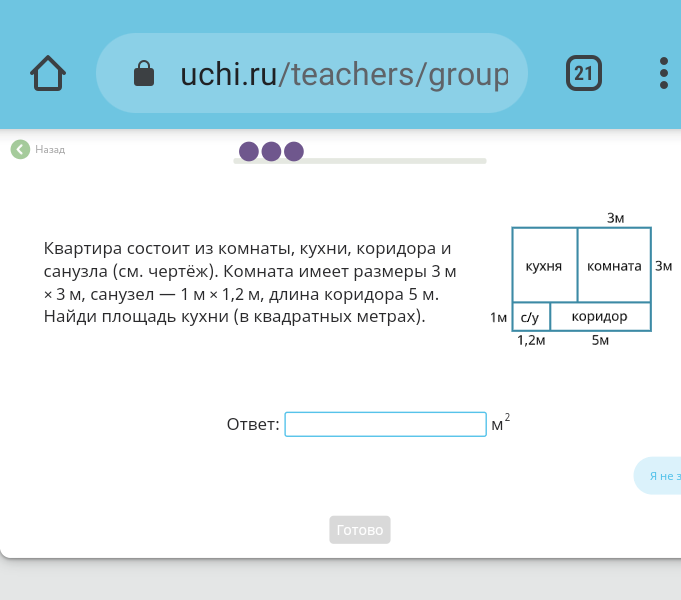 uchi.ru/teachers/group
21
Назад
Квартира состоит из комнаты, кухни, коридора и
санузла (см. чертёж). Комната имеет размеры 3 м
× 3 м, санузел — 1 м × 1,2 м, длина коридора 5 м.
Найди площадь кухни (в квадратных метрах).
3м
кухня комната 3м
1м с/у коридор
1,2м 5м
Ответ: м²
Я не
Готово